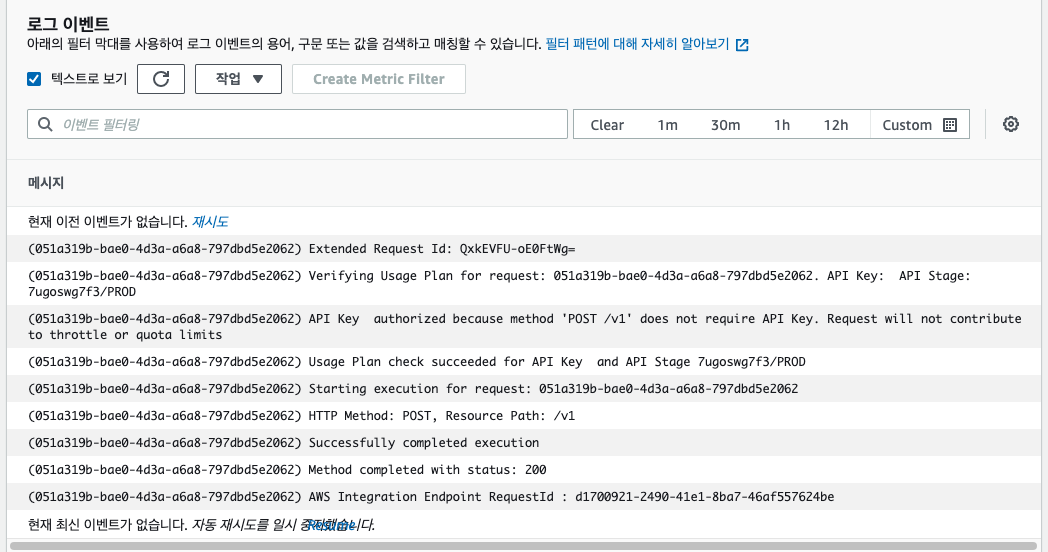 로그 이벤트
아래의 필터 막대를 사용하여 로그 이벤트의 용어, 구문 또는 값을 검색하고 매칭할 수 있습니다. 필터 패턴에 대해 자세히 알아보기
텍스트로 보기 작업 Create Metric Filter
이벤트 필터링 Clear 1m 30m 1h 12h Custom
메시지
현재 이전 이벤트가 없습니다. 재시도
(051a319b-bae0-4d3a-a6a8-797dbd5e2062) Extended Request Id: QxkEVFU-oE0FtWg=
(051a319b-bae0-4d3a-a6a8-797dbd5e2062) Verifying Usage Plan for request: 051a319b-bae0-4d3a-a6a8-797dbd5e2062. API Key:  API Stage:
7ugoswg7f3/PROD
(051a319b-bae0-4d3a-a6a8-797dbd5e2062) API Key  authorized because method 'POST /v1' does not require API Key. Request will not contribute
to throttle or quota limits
(051a319b-bae0-4d3a-a6a8-797dbd5e2062) Usage Plan check succeeded for API Key  and API Stage 7ugoswg7f3/PROD
(051a319b-bae0-4d3a-a6a8-797dbd5e2062) Starting execution for request: 051a319b-bae0-4d3a-a6a8-797dbd5e2062
(051a319b-bae0-4d3a-a6a8-797dbd5e2062) HTTP Method: POST, Resource Path: /v1
(051a319b-bae0-4d3a-a6a8-797dbd5e2062) Successfully completed execution
(051a319b-bae0-4d3a-a6a8-797dbd5e2062) Method completed with status: 200
(051a319b-bae0-4d3a-a6a8-797dbd5e2062) AWS Integration Endpoint RequestId : d1700921-2490-41e1-8ba7-46af557624be
현재 최신 이벤트가 없습니다. 자동 재시도를 일시 중지했습니다. Resume